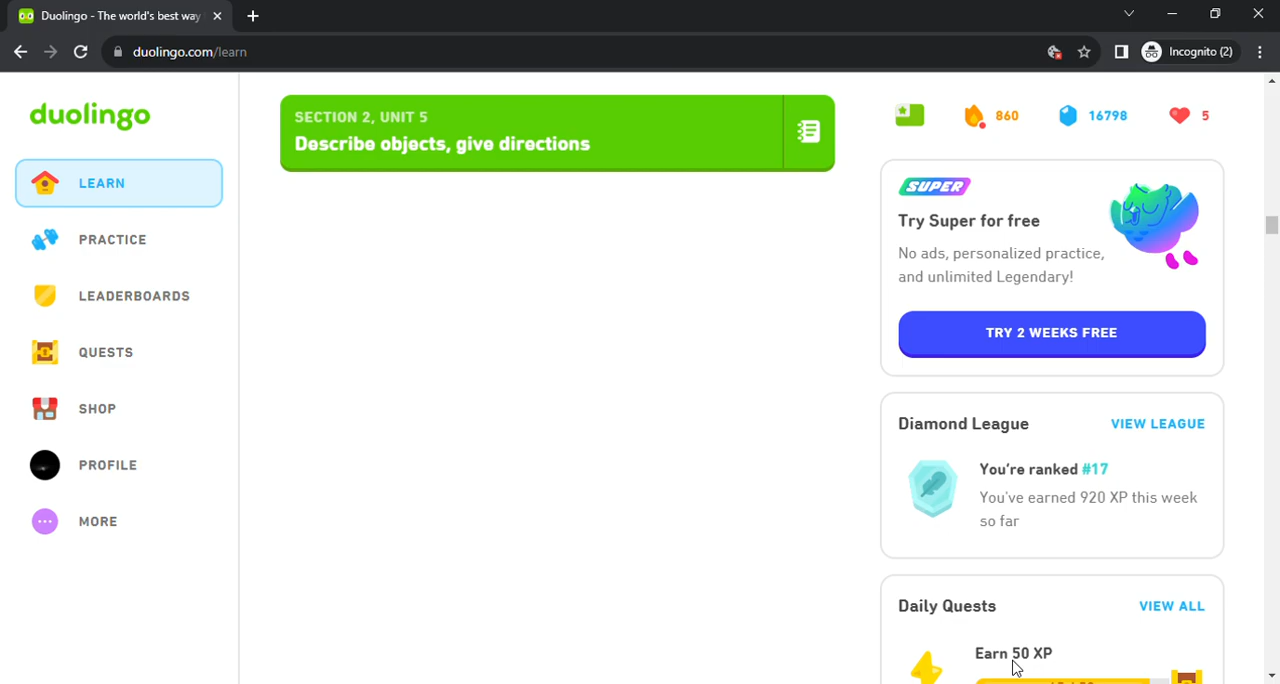 Duolingo - The world's best way
duolingo.com/learn
Incognito (2)
duolingo
LEARN
PRACTICE
LEADERBOARDS
QUESTS
SHOP
PROFILE
MORE
SECTION 2, UNIT 5
Describe objects, give directions
860
16798
5
SUPER
Try Super for free
No ads, personalized practice,
and unlimited Legendary!
TRY 2 WEEKS FREE
Diamond League
VIEW LEAGUE
You're ranked #17
You've earned 920 XP this week
so far
Daily Quests
VIEW ALL
Earn 50 XP